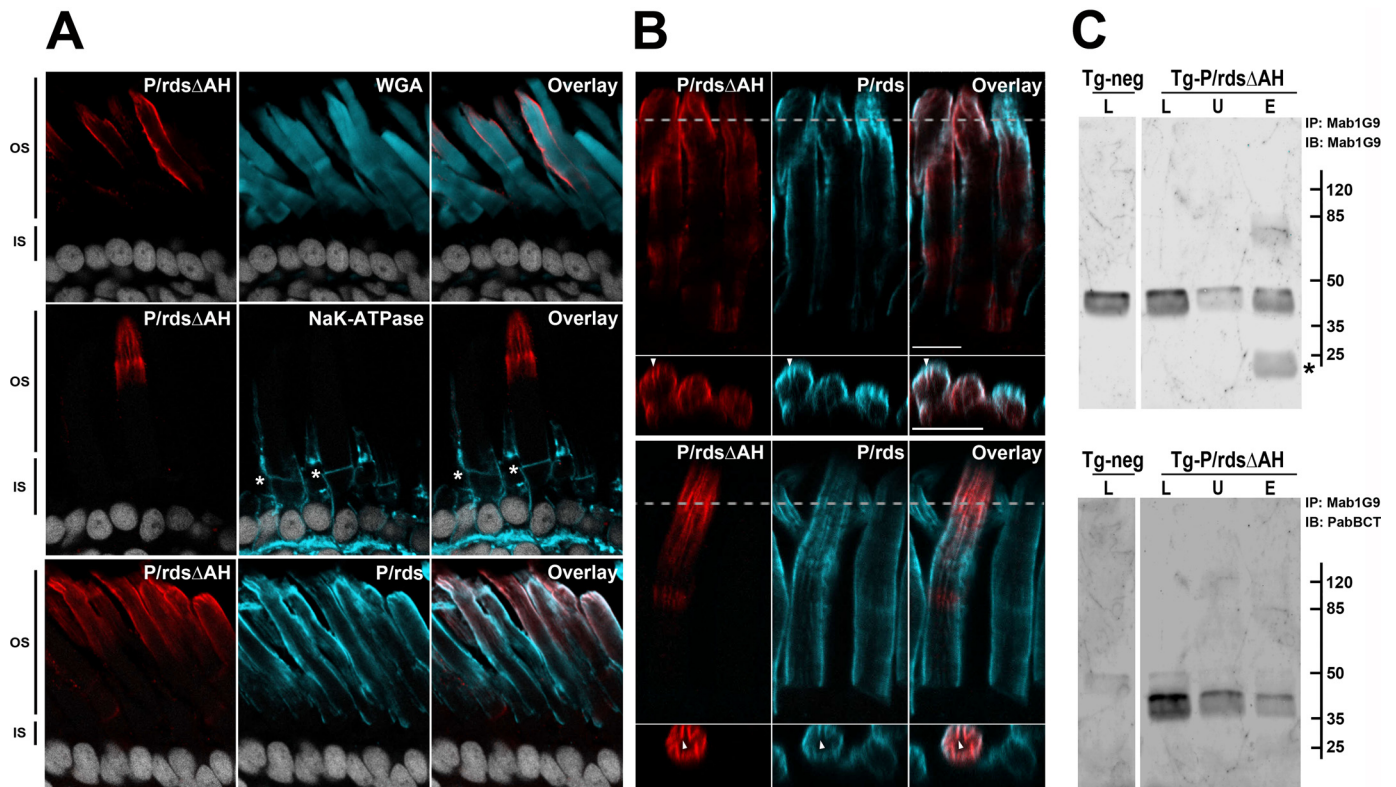 A
P/rdsΔAH WGA Overlay
OS
IS
P/rdsΔAH NaK-ATPase Overlay
OS
* * * *
IS
P/rdsΔAH P/rds Overlay
OS
IS
B
P/rdsΔAH P/rds Overlay
P/rdsΔAH P/rds Overlay
C
Tg-neg Tg-P/rdsΔAH
L L U E
IP: Mab1G9
IB: Mab1G9
120
85
50
35
25
*
Tg-neg Tg-P/rdsΔAH
L L U E
IP: Mab1G9
IB: PabBCT
120
85
50
35
25